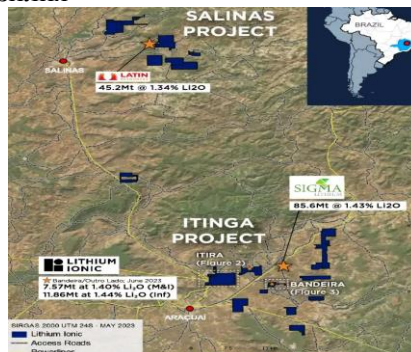 SALINAS
PROJECT
BRAZIL
SALINAS
LATIN
45.2Mt @ 1.34% Li2O
SIGMA
85.6Mt @ 1.43% Li2O
ITINGA
PROJECT
LITHIUM
IONIC
ITIRA
(Figure 2)
Bandeira/Outro Lado, June 2023
7.57Mt at 1.40% Li₂O (M&I)
11.86Mt at 1.44% Li₂O (Inf)
BANDEIRA
(Figure 3)
ARAÇUAÍ
SIRGAS 2000 UTM 24S - MAY 2023
Lithium Ionic
Access Roads